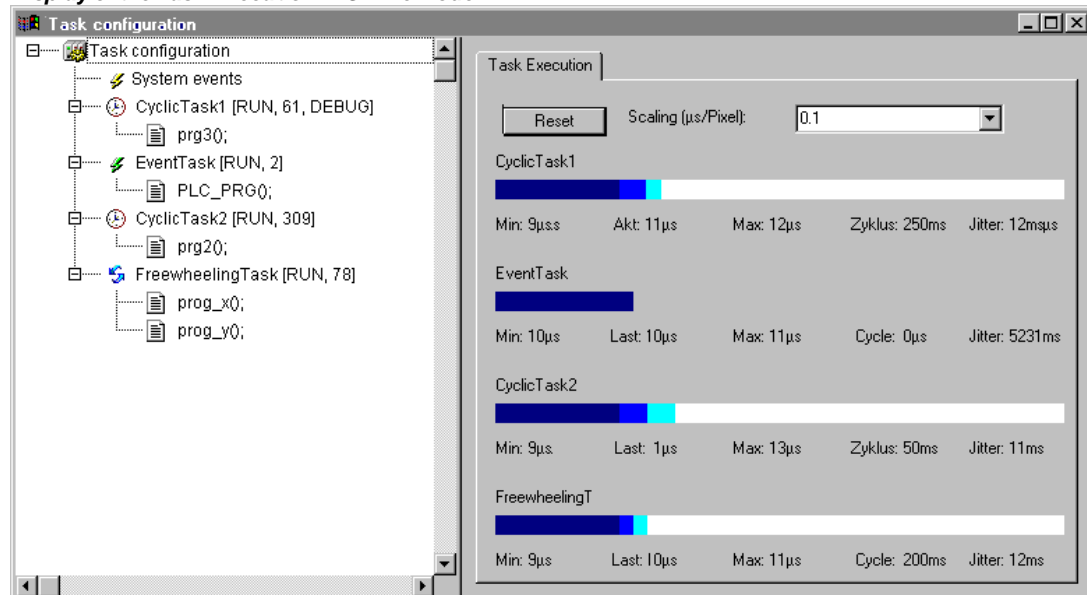 Task configuration
Task configuration
System events
CyclicTask1 [RUN, 61, DEBUG]
prg3();
EventTask [RUN, 2]
PLC_PRG();
CyclicTask2 [RUN, 309]
prg2();
FreewheelingTask [RUN, 78]
prog_x();
prog_y();
Task Execution
Reset Scaling (µs/Pixel): 0.1
CyclicTask1
Min: 9µs.s Akt: 11µs Max: 12µs Zyklus: 250ms Jitter: 12msµs
EventTask
Min: 10µs Last: 10µs Max: 11µs Cycle: 0µs Jitter: 5231ms
CyclicTask2
Min: 9µs. Last: 1µs Max: 13µs Zyklus: 50ms Jitter: 11ms
FreewheelingT
Min: 9µs Last: l0µs Max: 11µs Cycle: 200ms Jitter: 12ms